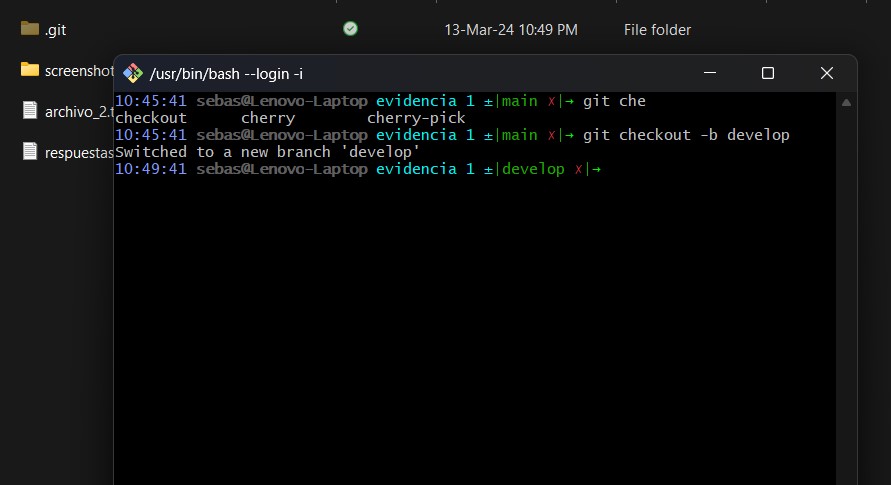 .git 13-Mar-24 10:49 PM File folder
screenshot
/usr/bin/bash --login -i
archivo_2.t
respuestas
10:45:41 sebas@Lenovo-Laptop evidencia 1 ±|main ✗|→ git che
checkout cherry cherry-pick
10:45:41 sebas@Lenovo-Laptop evidencia 1 ±|main ✗|→ git checkout -b develop
Switched to a new branch 'develop'
10:49:41 sebas@Lenovo-Laptop evidencia 1 ±|develop ✗|→